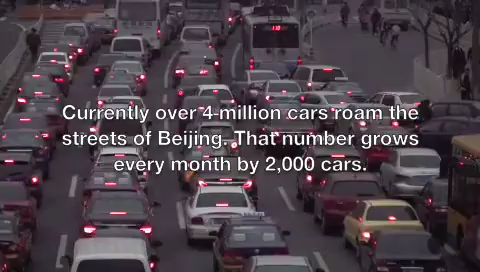 Currently over 4 million cars roam the
streets of Beijing. That number grows
every month by 2,000 cars.